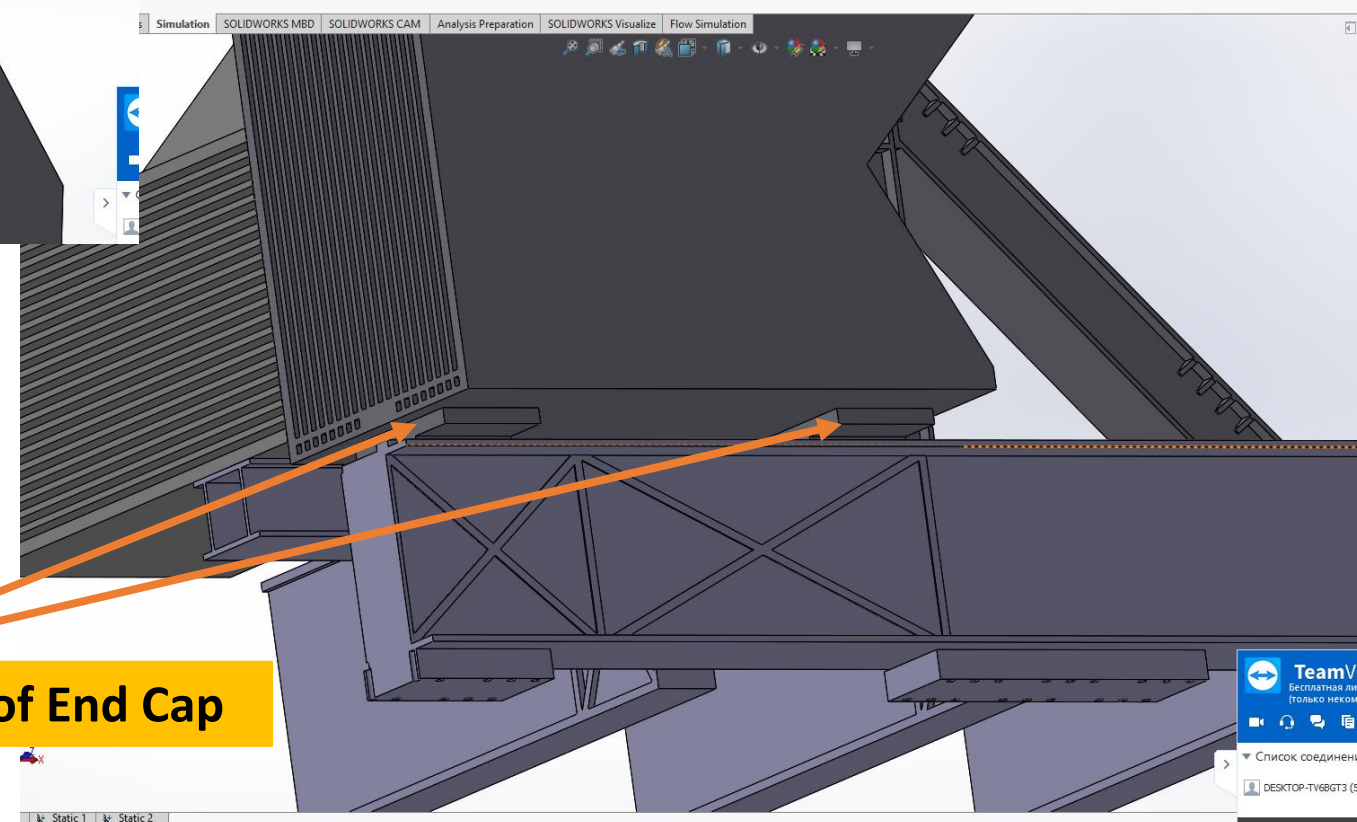 Simulation SOLIDWORKS MBD SOLIDWORKS CAM Analysis Preparation SOLIDWORKS Visualize Flow Simulation
of End Cap
TeamV
Бесплатная ли
(только неком
Список соединени
DESKTOP-TV6BGT3 (5
Z
X
Static 1 Static 2